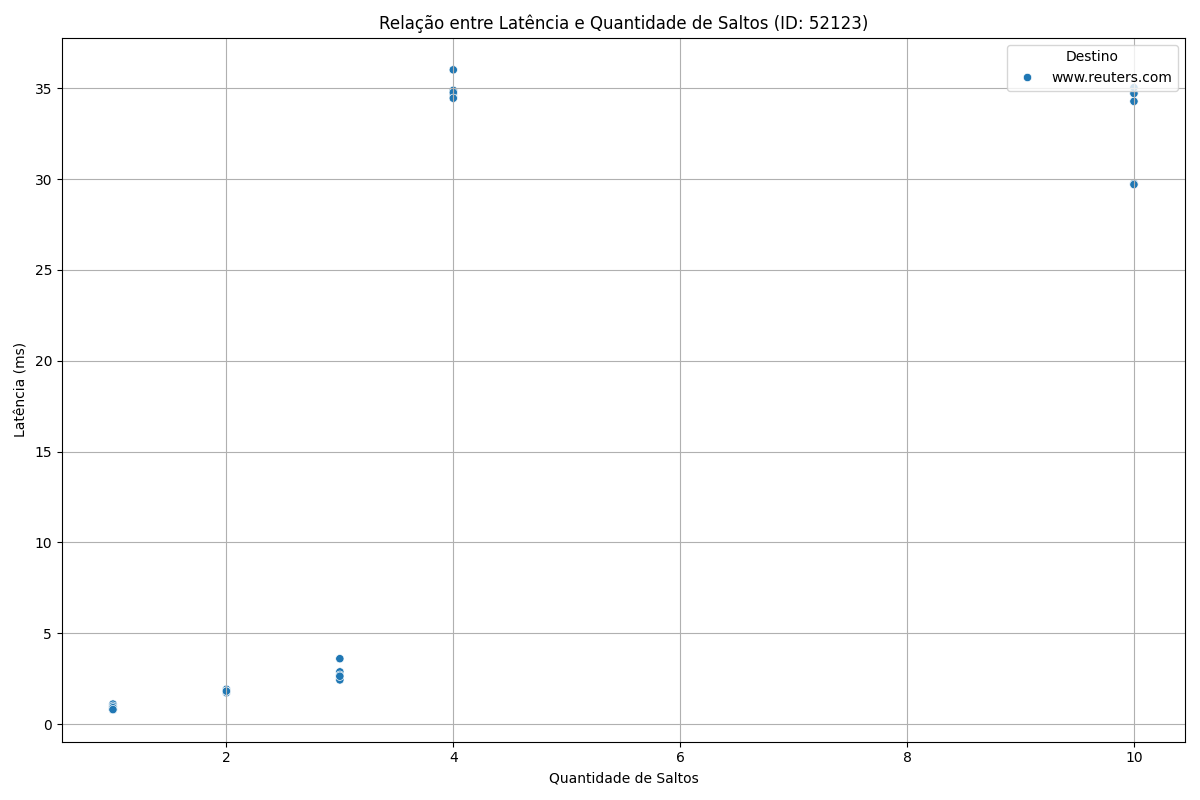 Relação entre Latência e Quantidade de Saltos (ID: 52123)
Destino
www.reuters.com
35
30
25
20
15
10
5
0
Latência (ms)
2
4
6
8
10
Quantidade de Saltos